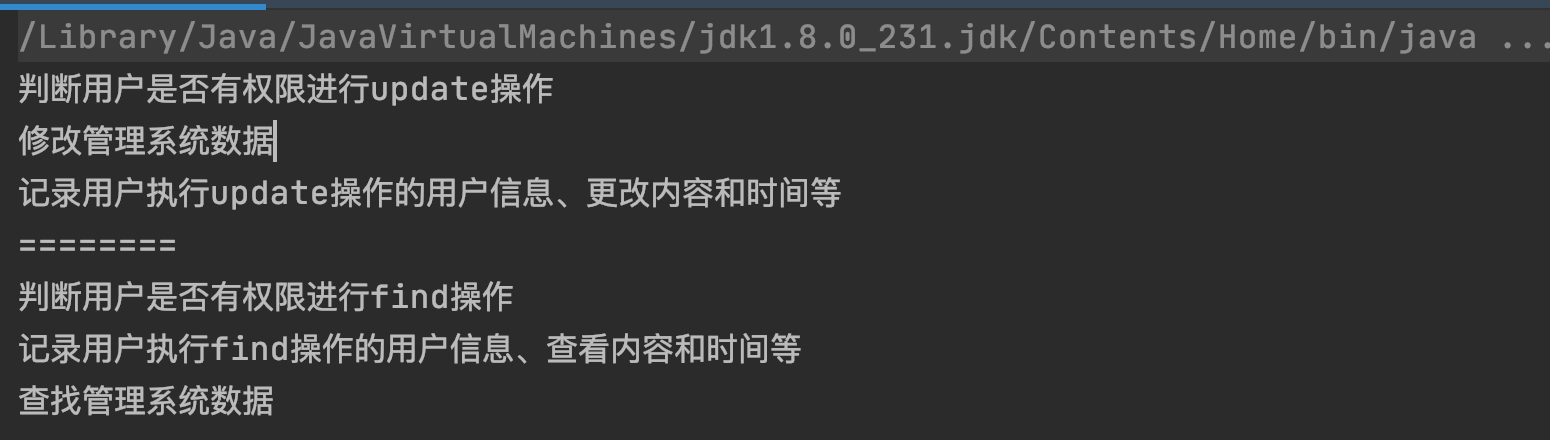 /Library/Java/JavaVirtualMachines/jdk1.8.0_231.jdk/Contents/Home/bin/java ...
判断用户是否有权限进行update操作
修改管理系统数据
记录用户执行update操作的用户信息、更改内容和时间等
========
判断用户是否有权限进行find操作
记录用户执行find操作的用户信息、查看内容和时间等
查找管理系统数据